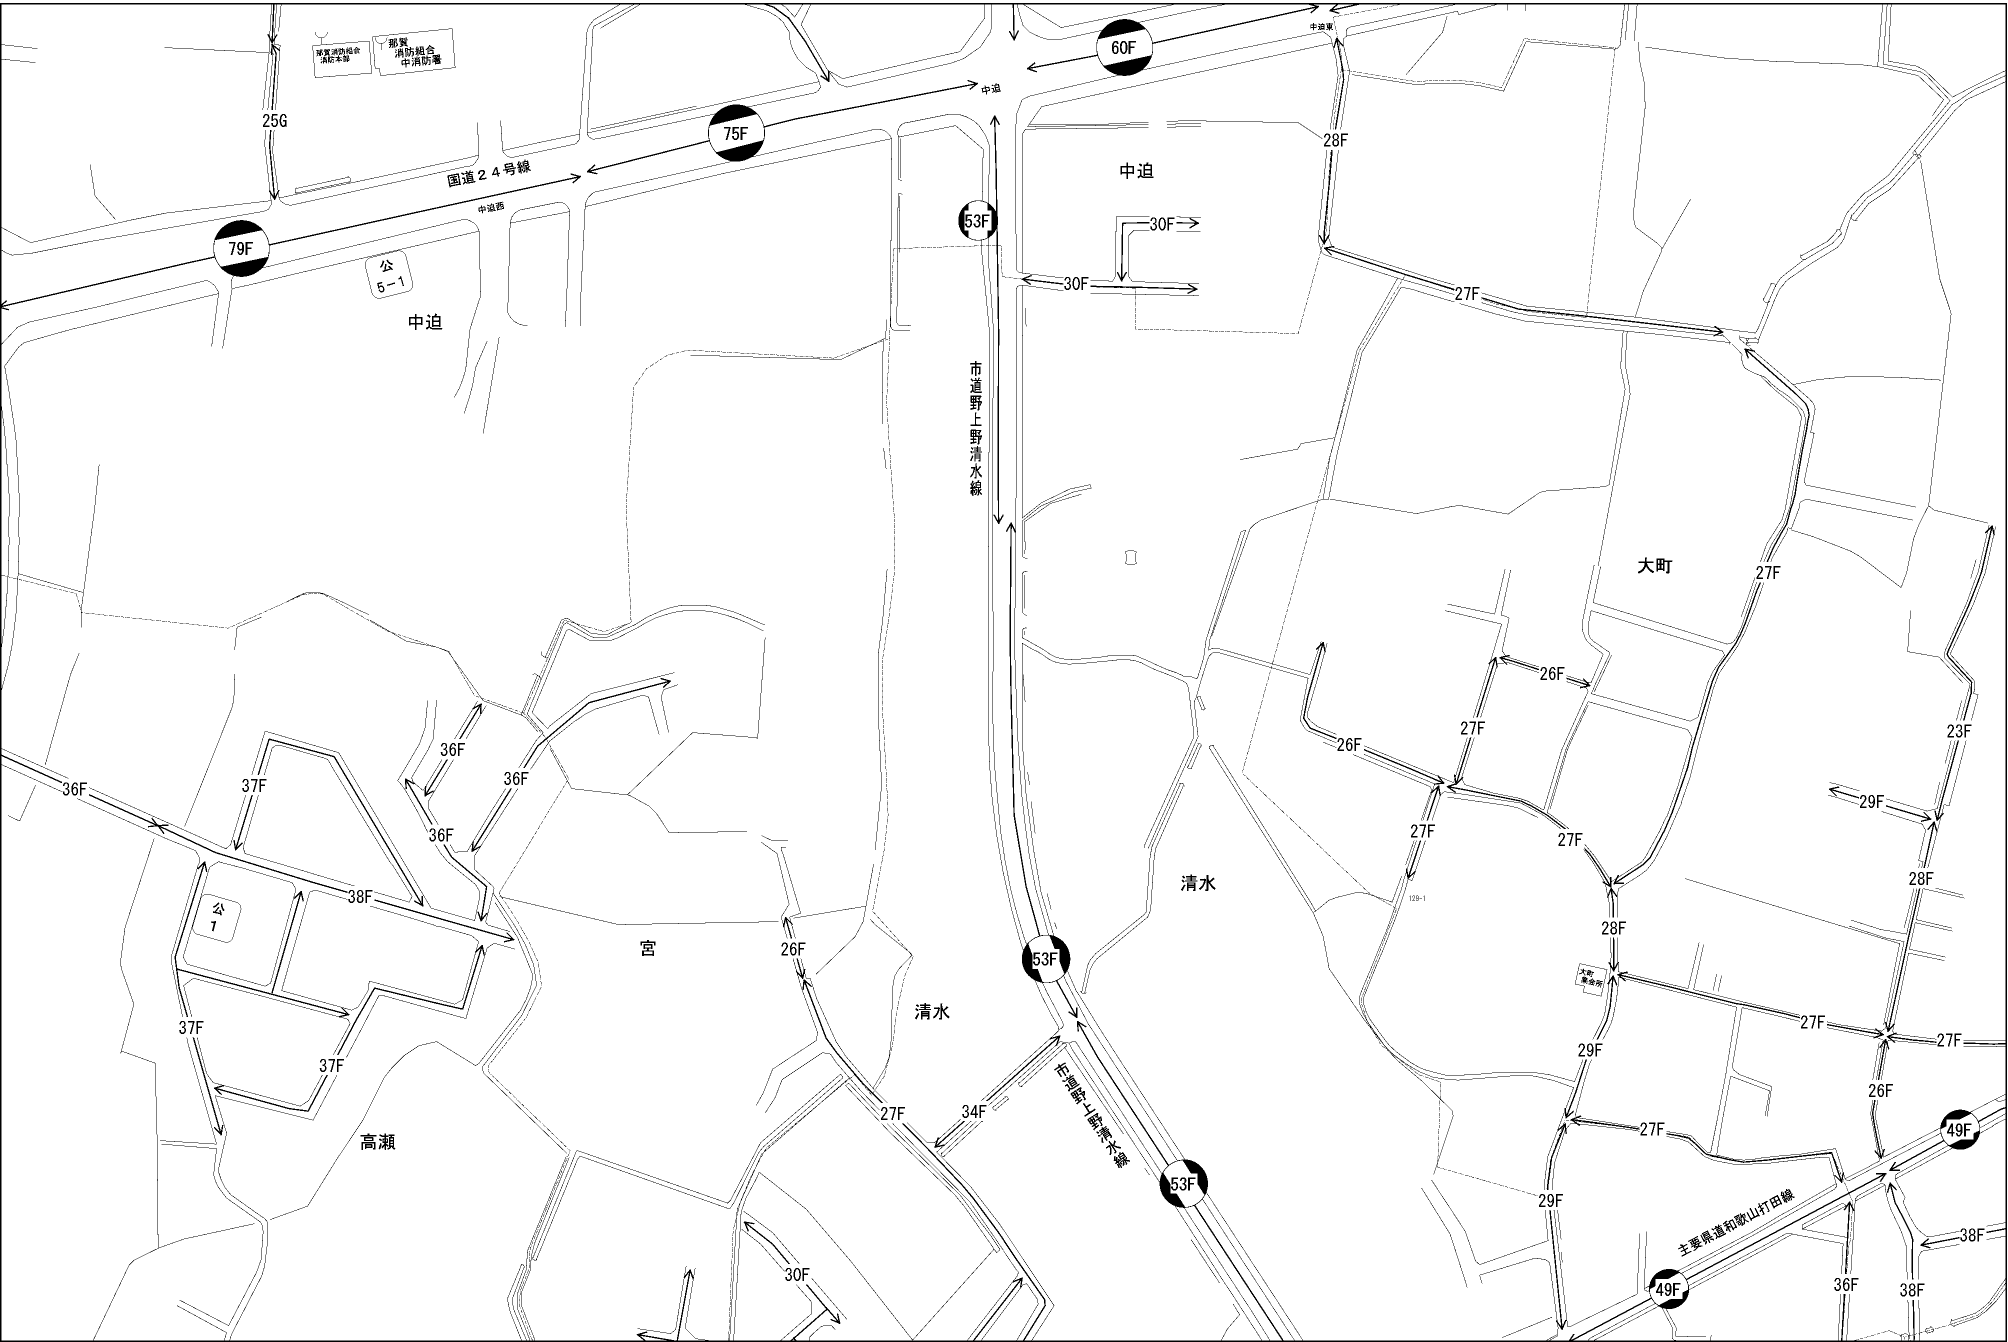 中迫東
那賀消防組合
消防本部
那賀
消防組合
中消防署
60F
中迫
25G
75F
28F
国道24号線
中迫
中迫西
53F
30F
79F
公
5-1
30F
27F
中迫
市道野上野清水線
大町
27F
26F
27F
23F
36F
26F
36F
36F
37F
29F
36F
27F
27F
28F
清水
38F
129-1
公
1
28F
宮
26F
53F
大町
集会所
清水
27F
37F
27F
29F
37F
市道野上野清水線
26F
34F
27F
27F
49F
高瀬
53F
29F
主要県道和歌山打田線
38F
30F
36F
49F
38F